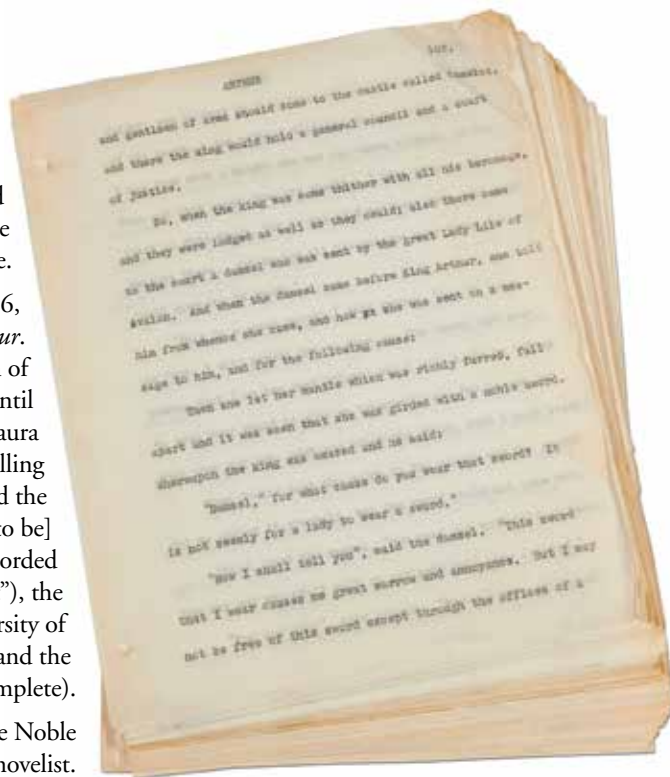 e
e.
6,
ur.
of
ntil
aura
lling
d the
to be]
orded
”), the
rsity of
and the
mplete).
e Noble
novelist.
ARTHUR
102.
and gentlemen of arms should come to the castle called
and there the king would hold a general council and a court
of justice.
So, when the king was come thither with all his baronage,
and they were lodged as well as they could; also there came
to the court a damsel who was sent by the great Lady Lile of
Avalon. And when the damsel came before King Arthur, she told
him from whence she came, and how she was sent on a mes-
sage to him, and for the following cause:
Then she let her mantle which was richly furred, fall
apart and it was seen that she was girded with a noble sword.
Whereupon the king was amazed and he said:
"Damsel," for what cause do you wear that sword? It
is not seemly for a lady to wear a sword."
"Now I shall tell you", said the damsel. "This sword
that I wear causes me great sorrow and annoyance. But I may
not be free of this sword except through the offices of a